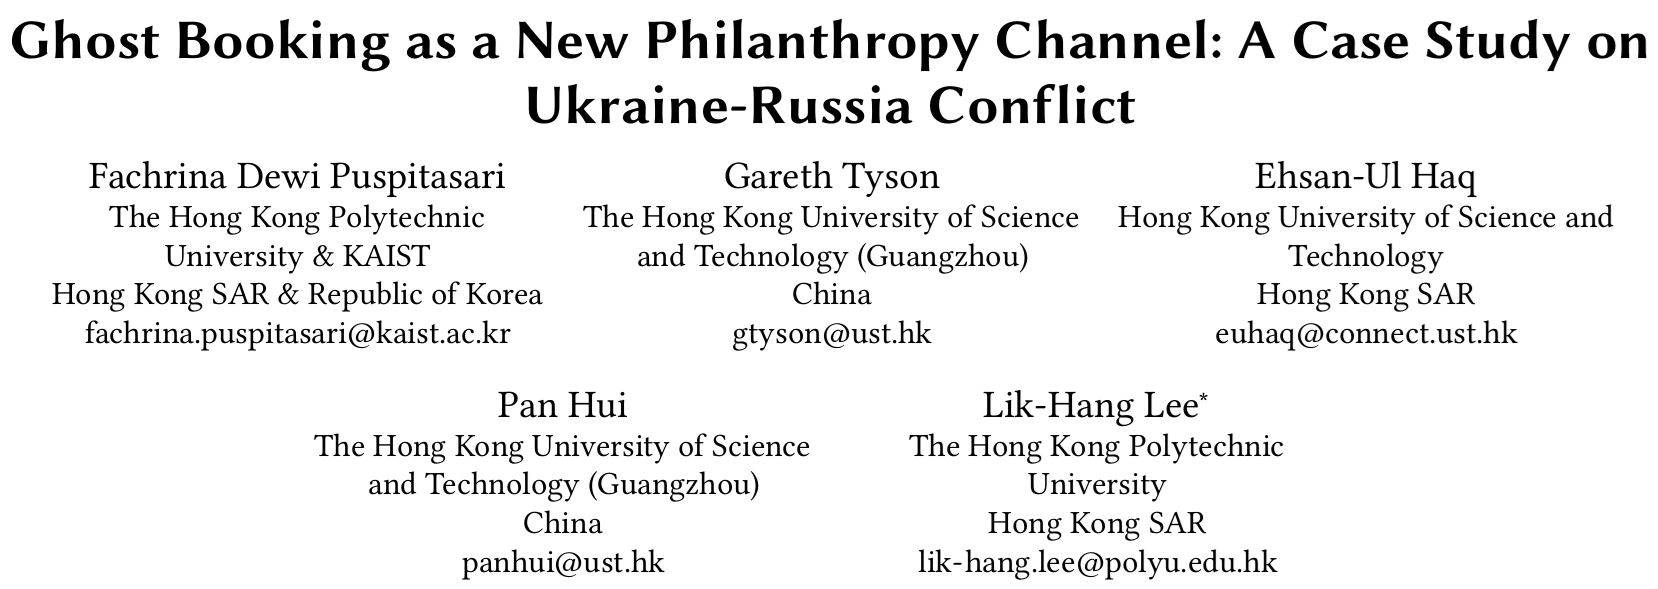 Ghost Booking as a New Philanthropy Channel: A Case Study on
Ukraine-Russia Conflict
Fachrina Dewi Puspitasari
The Hong Kong Polytechnic
University & KAIST
Hong Kong SAR & Republic of Korea
fachrina.puspitasari@kaist.ac.kr
Gareth Tyson
The Hong Kong University of Science
and Technology (Guangzhou)
China
gtyson@ust.hk
Ehsan-Ul Haq
Hong Kong University of Science and
Technology
Hong Kong SAR
euhaq@connect.ust.hk
Pan Hui
The Hong Kong University of Science
and Technology (Guangzhou)
China
panhui@ust.hk
Lik-Hang Lee*
The Hong Kong Polytechnic
University
Hong Kong SAR
lik-hang.lee@polyu.edu.hk